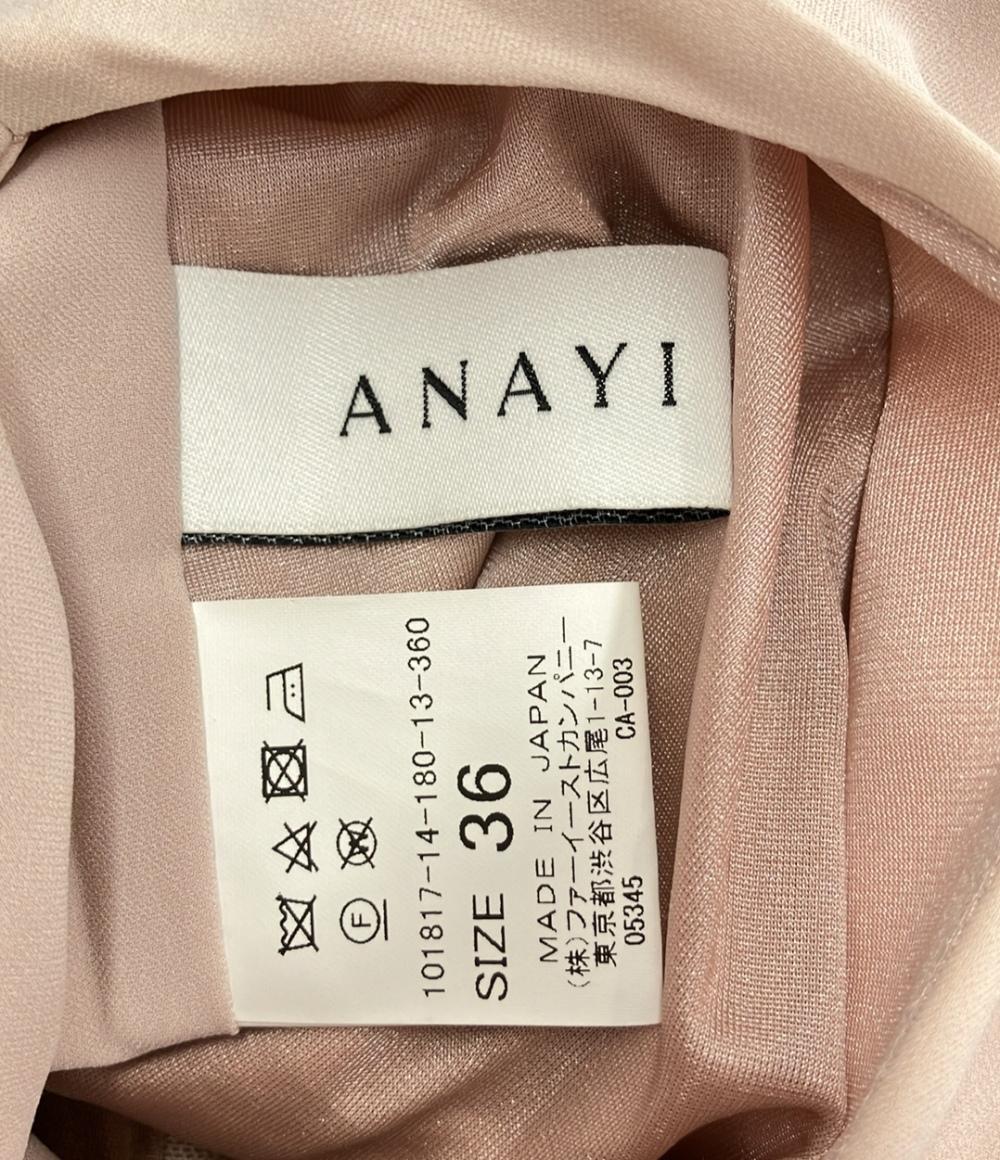 ANAYI
101817-14-180-13-360
SIZE 36
MADE IN JAPAN
(株)ファーイーストカンパニー
東京都渋谷区広尾1-13-7
05345 CA-003
F